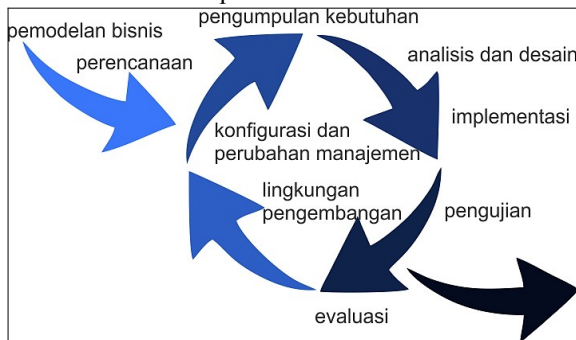 pemodelan bisnis
perencanaan
pengumpulan kebutuhan
analisis dan desain
implementasi
konfigurasi dan
perubahan manajemen
lingkungan
pengembangan
pengujian
evaluasi